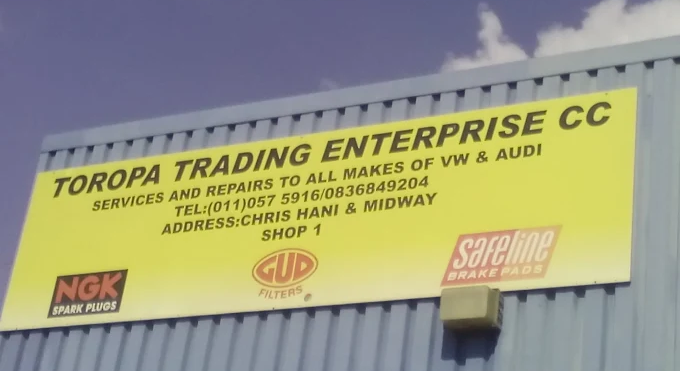 TOROPA TRADING ENTERPRISE CC
SERVICES AND REPAIRS TO ALL MAKES OF VW & AUDI
TEL:(011)057 5916/0836849204
ADDRESS:CHRIS HANI & MIDWAY
SHOP 1
NGK
SPARK PLUGS
GUD
FILTERS
safeline
BRAKE PADS